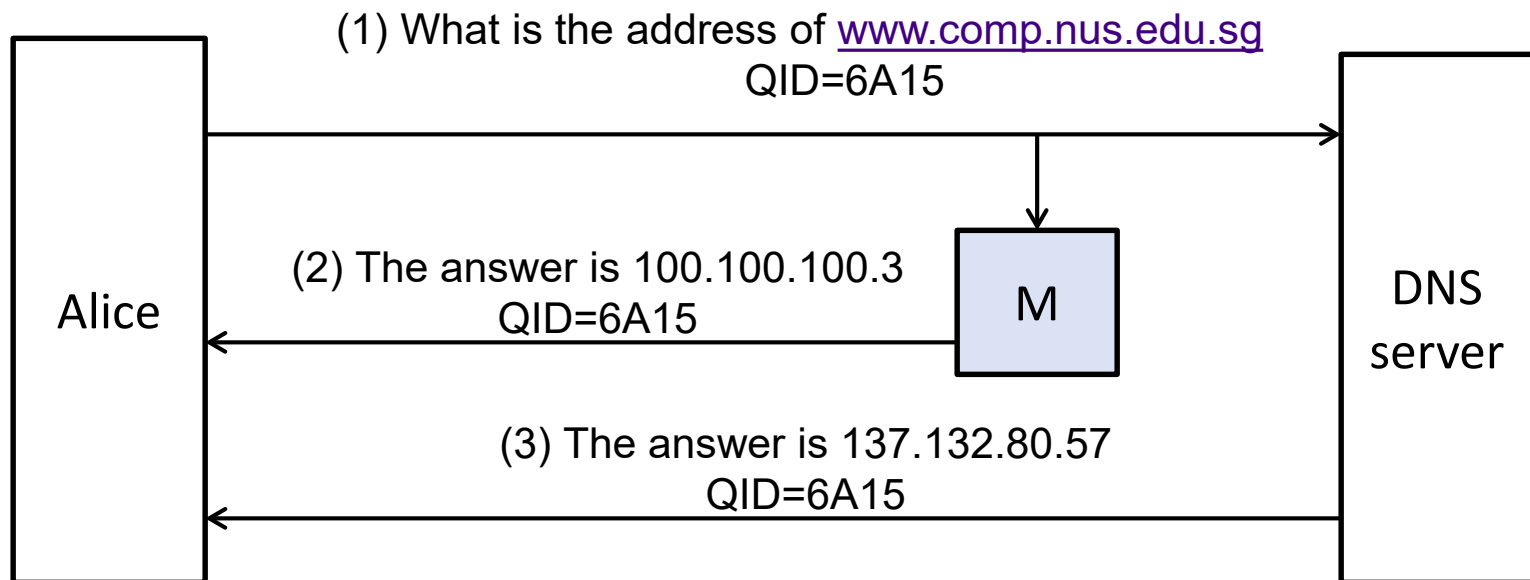 (1) What is the address of www.comp.nus.edu.sg
QID=6A15
Alice
(2) The answer is 100.100.100.3
QID=6A15
M
DNS
server
(3) The answer is 137.132.80.57
QID=6A15